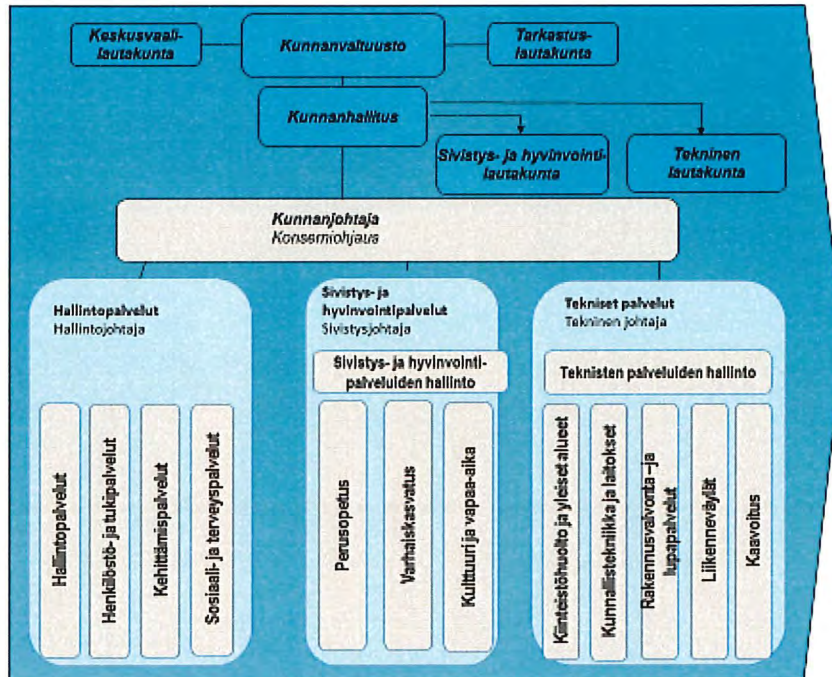 Keskusvaali-
lautakunta
Kunnanvaltuusto
Tarkastus-
lautakunta
Kunnanhallitus
Sivistys- ja hyvinvointi-
lautakunta
Tekninen
lautakunta
Kunnanjohtaja
Konserniohjaus
Hallintopalvelut
Hallintojohtaja
Sivistys- ja
hyvinvointipalvelut
Sivistysjohtaja
Tekniset palvelut
Tekninen johtaja
Sivistys- ja hyvinvointi-
palveluiden hallinto
Teknisten palveluiden hallinto
Hallintopalvelut
Henkilöstö- ja tukipalvelut
Kehittämispalvelut
Sosiaali- ja terveyspalvelut
Perusopetus
Varhaiskasvatus
Kulttuuri ja vapaa-aika
Kiinteistöhuolto ja yleiset alueet
Kunnallistekniikka ja laitokset
Rakennusvalvonta –ja
lupapalvelut
Liikenneväylät
Kaavoitus